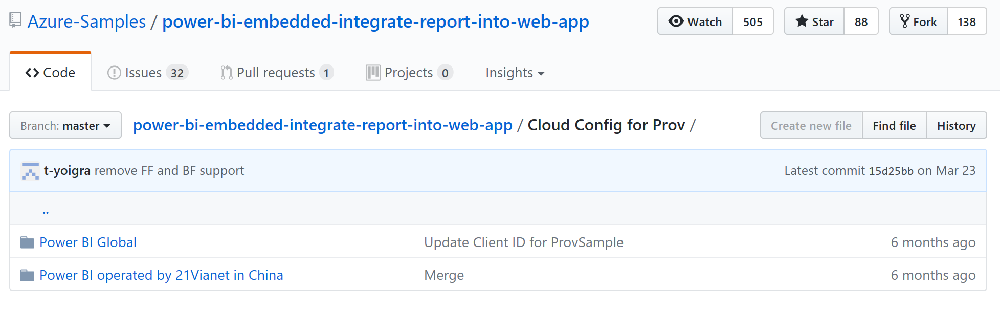 Azure-Samples / power-bi-embedded-integrate-report-into-web-app Watch 505 Star 88 Fork 138
Code Issues 32 Pull requests 1 Projects 0 Insights
Branch: master power-bi-embedded-integrate-report-into-web-app / Cloud Config for Prov / Create new file Find file History
t-yoigra remove FF and BF support Latest commit 15d25bb on Mar 23
..
Power BI Global Update Client ID for ProvSample 6 months ago
Power BI operated by 21Vianet in China Merge 6 months ago